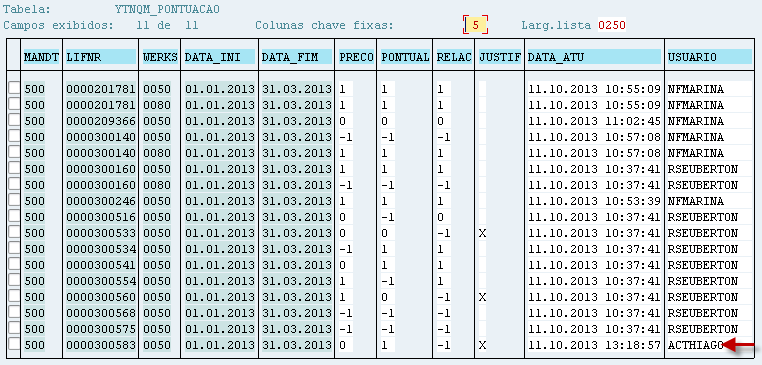 Tabela: YTNQM_PONTUACAO
Campos exibidos: 11 de 11 Colunas chave fixas: 5 Larg.lista 0250
MANDT LIFNR WERKS DATA_INI DATA_FIM PRECO PONTUAL RELAC JUSTIF DATA_ATU USUARIO
500 0000201781 0050 01.01.2013 31.03.2013 1 1 1 11.10.2013 10:55:09 NFMARINA
500 0000201781 0080 01.01.2013 31.03.2013 1 1 1 11.10.2013 10:55:09 NFMARINA
500 0000209366 0050 01.01.2013 31.03.2013 0 0 0 11.10.2013 11:02:45 NFMARINA
500 0000300140 0050 01.01.2013 31.03.2013 -1 -1 -1 11.10.2013 10:57:08 NFMARINA
500 0000300140 0080 01.01.2013 31.03.2013 1 1 1 11.10.2013 10:57:08 NFMARINA
500 0000300160 0050 01.01.2013 31.03.2013 1 1 1 11.10.2013 10:37:41 RSEUBERTON
500 0000300160 0080 01.01.2013 31.03.2013 -1 -1 -1 11.10.2013 10:37:41 RSEUBERTON
500 0000300246 0050 01.01.2013 31.03.2013 1 1 1 11.10.2013 10:53:39 NFMARINA
500 0000300516 0050 01.01.2013 31.03.2013 0 -1 0 11.10.2013 10:37:41 RSEUBERTON
500 0000300533 0050 01.01.2013 31.03.2013 0 0 -1 X 11.10.2013 10:37:41 RSEUBERTON
500 0000300534 0050 01.01.2013 31.03.2013 -1 1 1 11.10.2013 10:37:41 RSEUBERTON
500 0000300541 0050 01.01.2013 31.03.2013 0 1 1 11.10.2013 10:37:41 RSEUBERTON
500 0000300554 0050 01.01.2013 31.03.2013 1 -1 1 11.10.2013 10:37:41 RSEUBERTON
500 0000300560 0050 01.01.2013 31.03.2013 1 0 -1 X 11.10.2013 10:37:41 RSEUBERTON
500 0000300568 0050 01.01.2013 31.03.2013 -1 -1 -1 11.10.2013 10:37:41 RSEUBERTON
500 0000300575 0050 01.01.2013 31.03.2013 -1 -1 -1 11.10.2013 10:37:41 RSEUBERTON
500 0000300583 0050 01.01.2013 31.03.2013 0 1 -1 X 11.10.2013 13:18:57 ACTHIAGO